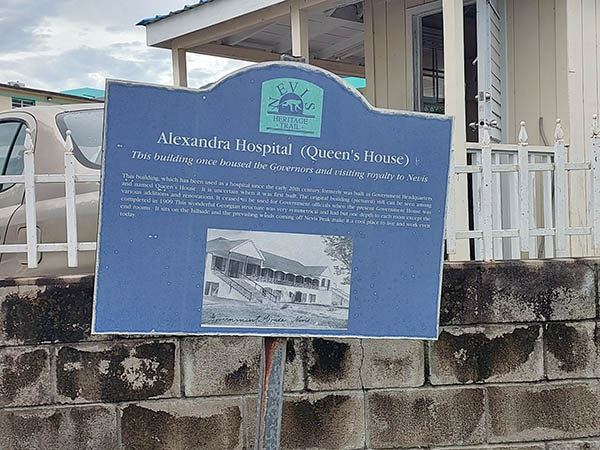 NEVIS
HERITAGE
TRAIL
Alexandra Hospital (Queen's House)
This building once housed the Governors and visiting royalty to Nevis
This building, which has been used as a hospital since the early 20th century, formerly was built as Government Headquarters
and named Queen's House. It is uncertain when it was first built. The original building (pictured) still can be seen among
various additions and renovations. It ceased to be used for Government officials when the present Government House was
completed in 1909. This wonderful Georgian structure was very symmetrical and had but one depth to each room except the
end rooms. It sits on the hillside and the prevailing winds coming off Nevis Peak make it a cool place to live and work even
today.
Government House